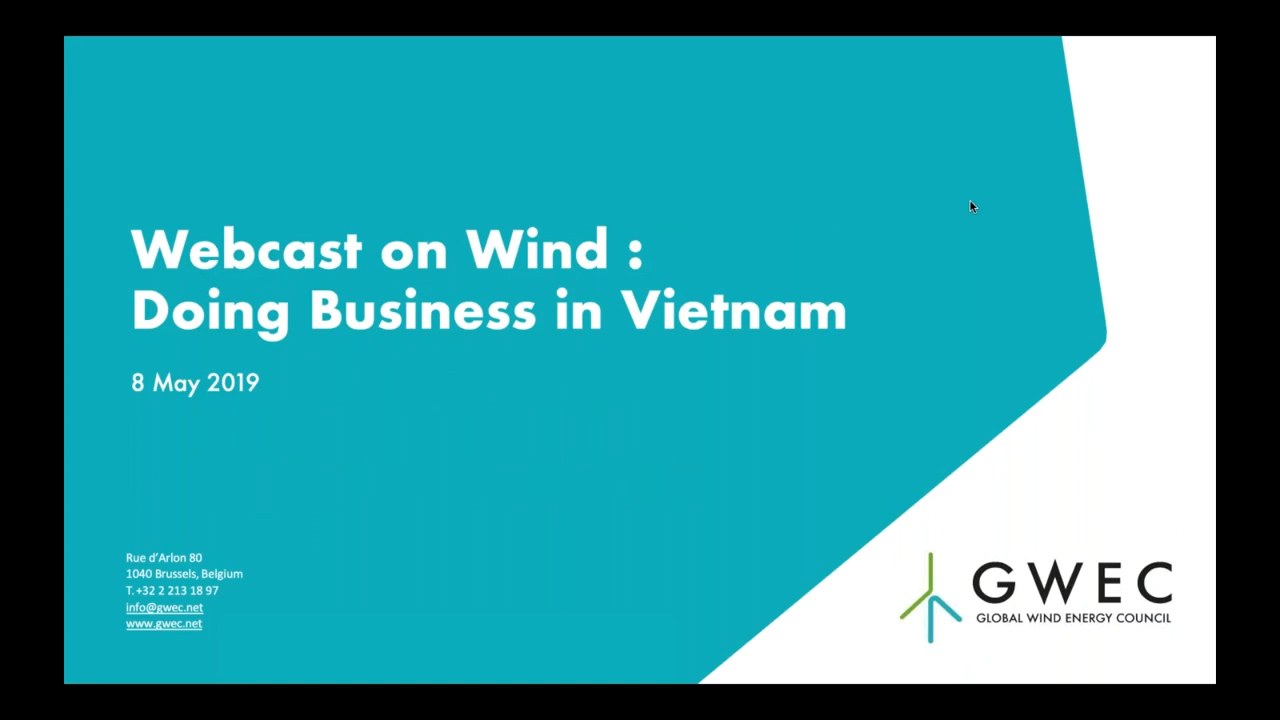 Webcast on Wind :
Doing Business in Vietnam
8 May 2019
Rue d’Arlon 80
1040 Brussels, Belgium
T. +32 2 213 18 97
info@gwec.net
www.gwec.net
GWEC
GLOBAL WIND ENERGY COUNCIL